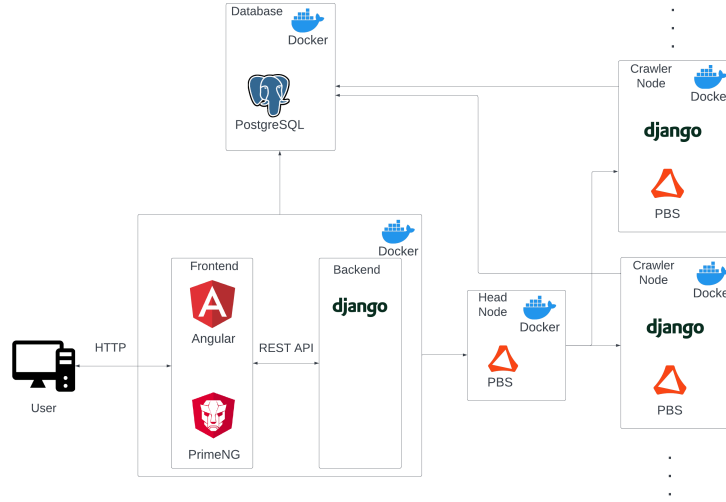 Database
Docker
PostgreSQL
Crawler
Node
Docke
django
PBS
Docker
Frontend
Angular
PrimeNG
REST API
Backend
django
HTTP
User
Head
Node
Docker
PBS
Crawler
Node
Docke
django
PBS